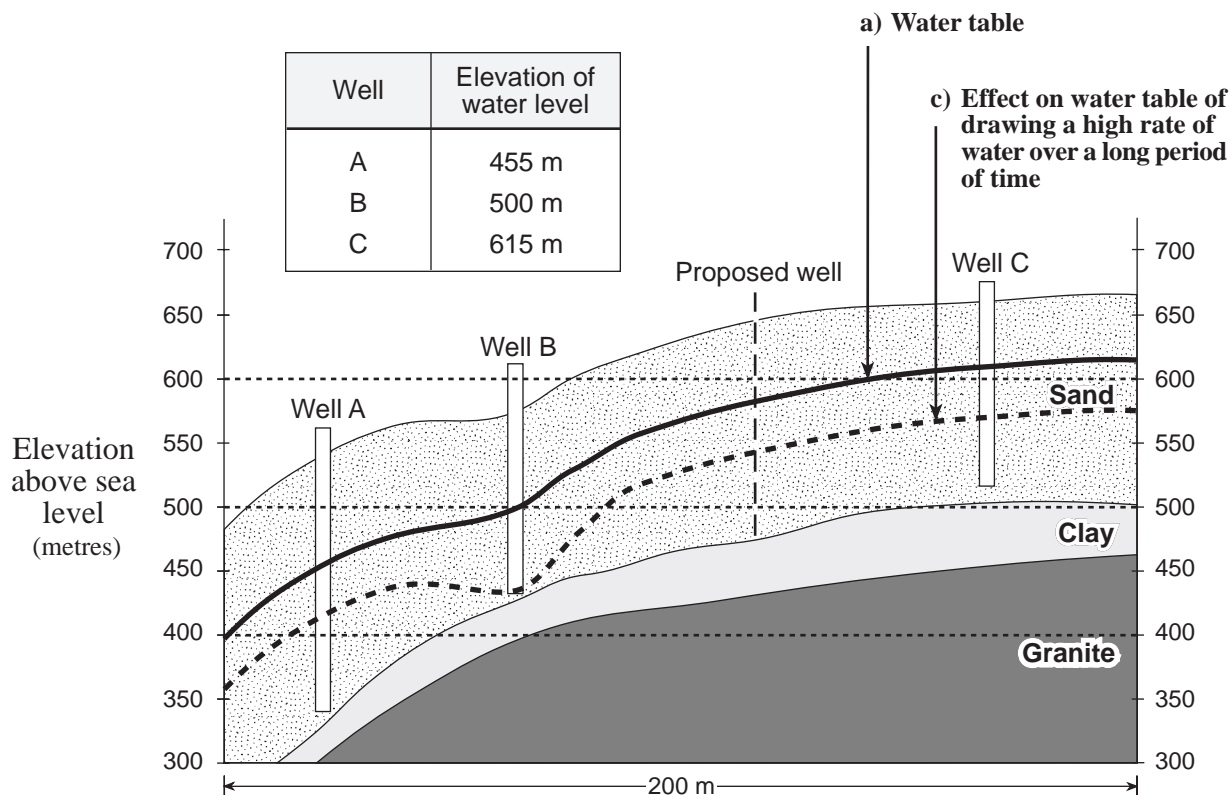 a) Water table
Well
Elevation of
water level
A
455 m
B
500 m
C
615 m
c) Effect on water table of
drawing a high rate of
water over a long period
of time
700
650
600
550
500
450
400
350
300
700
650
600
550
500
450
400
350
300
Proposed well
Well C
Well B
Well A
Sand
Clay
Granite
Elevation
above sea
level
(metres)
200 m